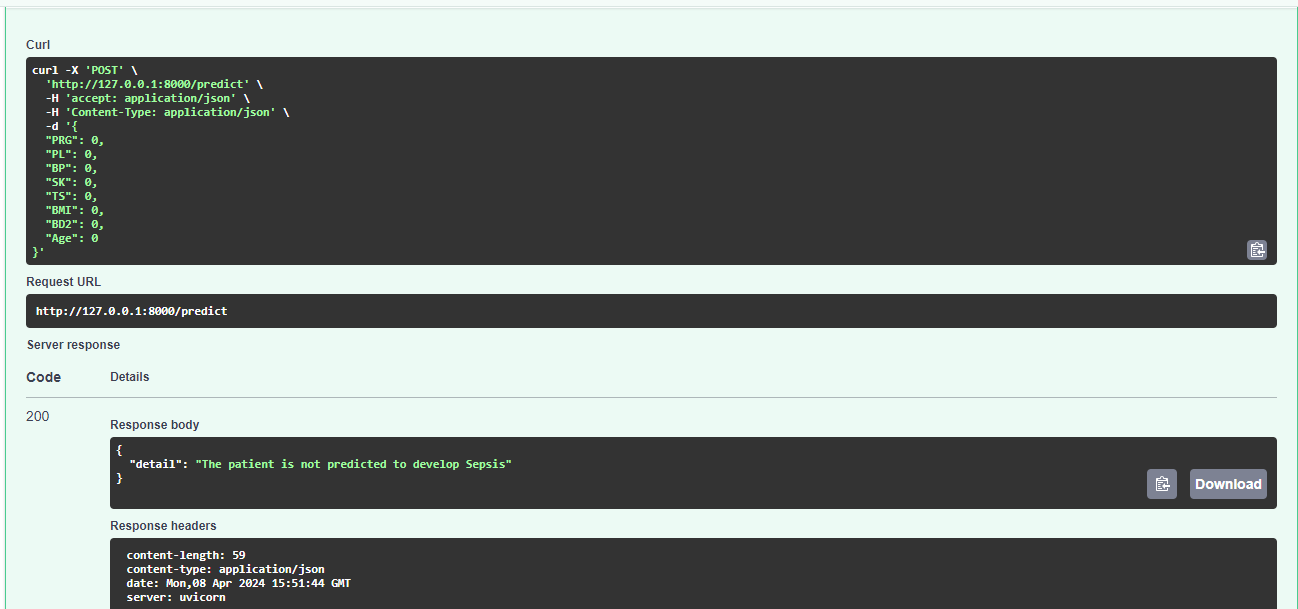 Curl
curl -X 'POST' \
  'http://127.0.0.1:8000/predict' \
  -H 'accept: application/json' \
  -H 'Content-Type: application/json' \
  -d '{
  "PRG": 0,
  "PL": 0,
  "BP": 0,
  "SK": 0,
  "TS": 0,
  "BMI": 0,
  "BD2": 0,
  "Age": 0
}'
Request URL
http://127.0.0.1:8000/predict
Server response
Code Details
200
Response body
{
  "detail": "The patient is not predicted to develop Sepsis"
}
Download
Response headers
content-length: 59
content-type: application/json
date: Mon,08 Apr 2024 15:51:44 GMT
server: uvicorn